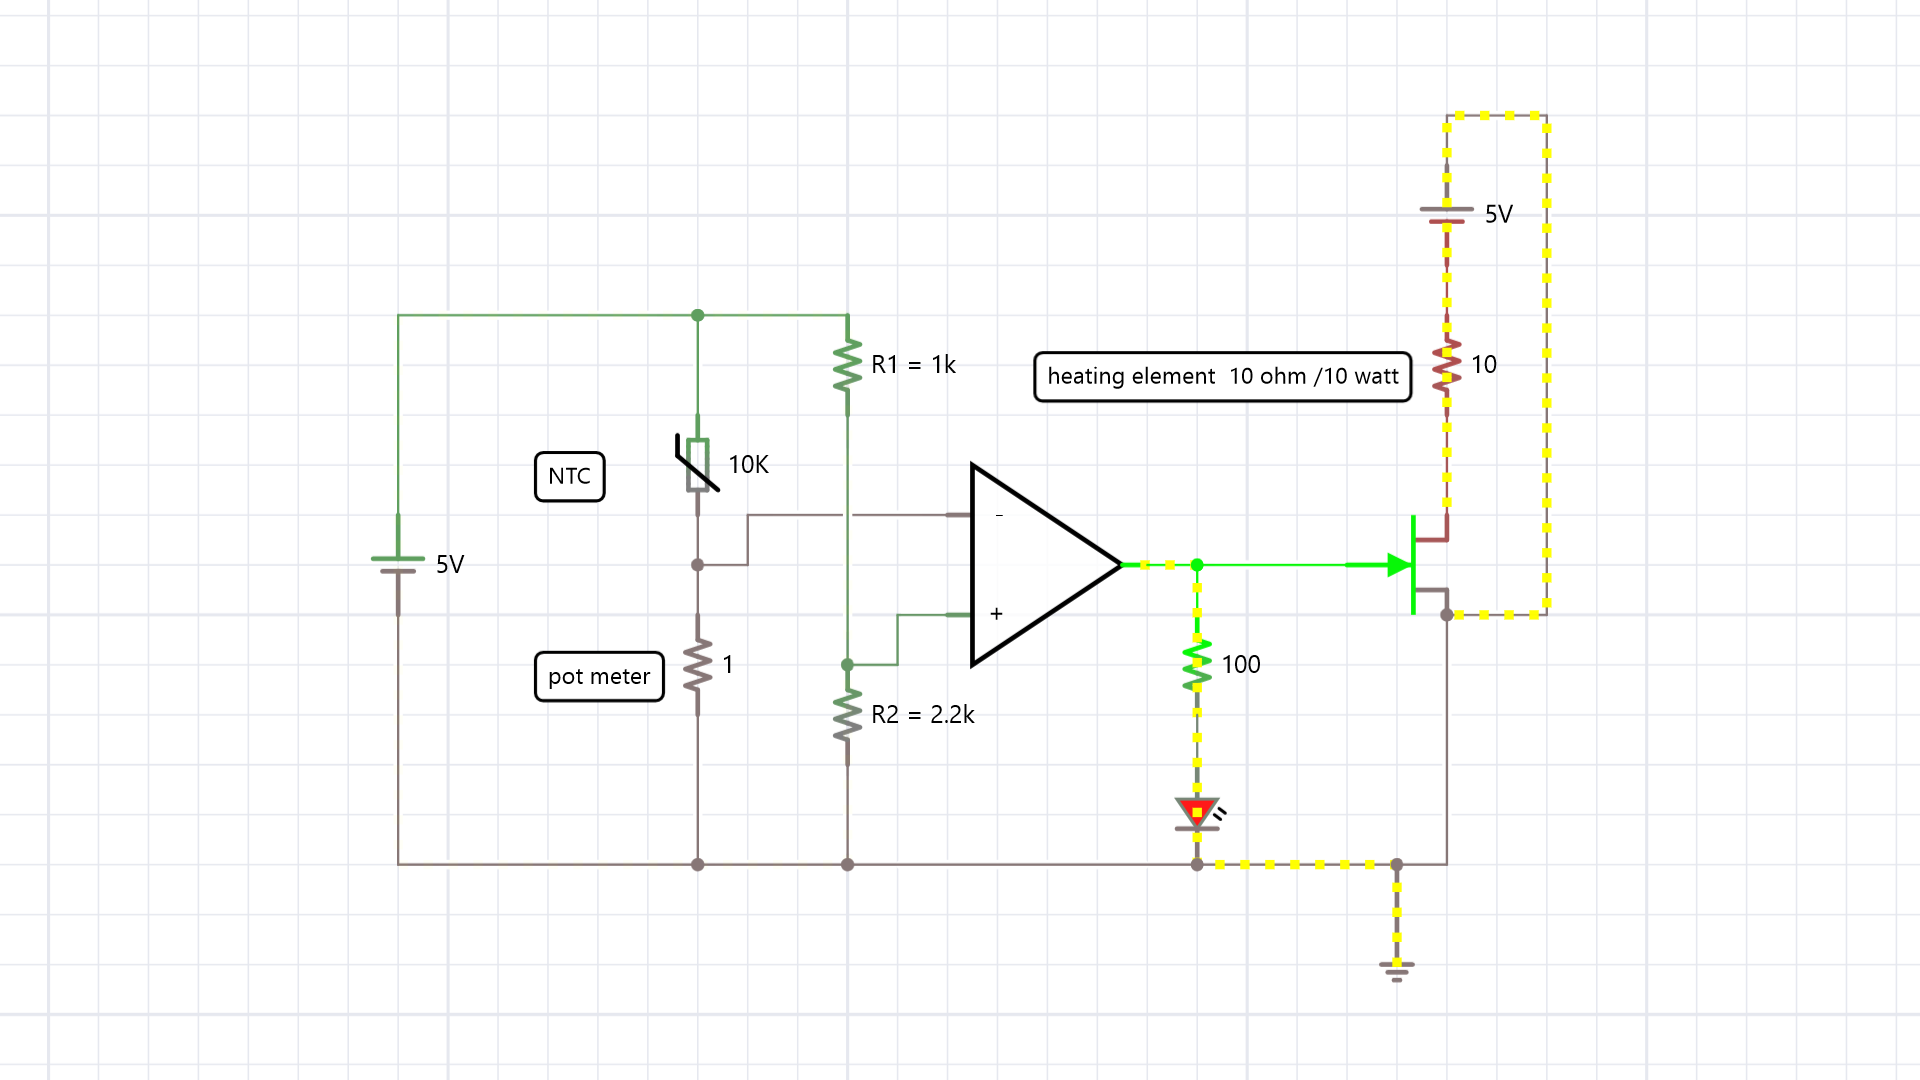 5V
R1 = 1k
heating element  10 ohm /10 watt
10
NTC
10K
-
5V
+
pot meter
1
100
R2 = 2.2k